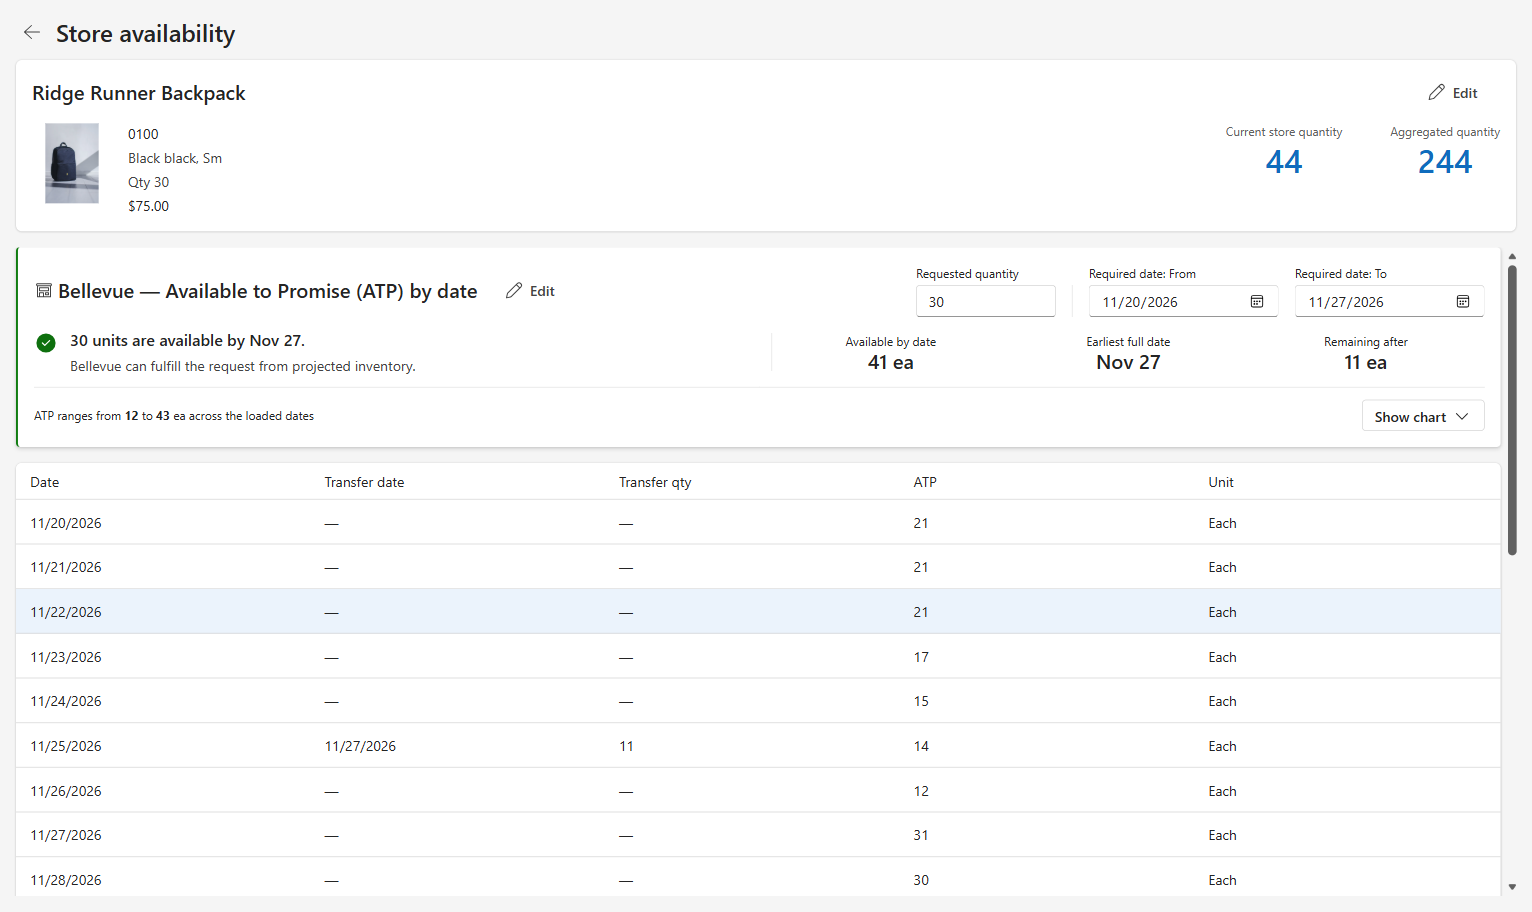 Store availability
Ridge Runner Backpack
Edit
0100
Black black, Sm
Qty 30
$75.00
Current store quantity
44
Aggregated quantity
244
Bellevue — Available to Promise (ATP) by date
Edit
Requested quantity
30
Required date: From
11/20/2026
Required date: To
11/27/2026
30 units are available by Nov 27.
Bellevue can fulfill the request from projected inventory.
Available by date
41 ea
Earliest full date
Nov 27
Remaining after
11 ea
ATP ranges from 12 to 43 ea across the loaded dates
Show chart
Date Transfer date Transfer qty ATP Unit
11/20/2026 — — 21 Each
11/21/2026 — — 21 Each
11/22/2026 — — 21 Each
11/23/2026 — — 17 Each
11/24/2026 — — 15 Each
11/25/2026 11/27/2026 11 14 Each
11/26/2026 — — 12 Each
11/27/2026 — — 31 Each
11/28/2026 — — 30 Each